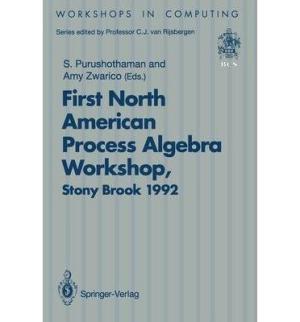 WORKSHOPS IN COMPUTING
Series edited by Professor C.J. van Rijsbergen
BCS
S. Purushothaman and
Amy Zwarico (Eds.)
First North
American
Process Algebra
Workshop,
Stony Brook 1992
Springer-Verlag